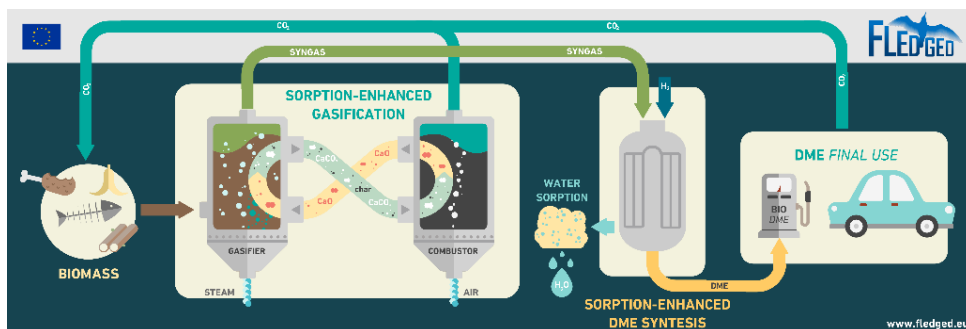 CO₂
CO₂
FLEDGED
SYNGAS
SYNGAS
CO₂
CO₂
H₂
SORPTION-ENHANCED
GASIFICATION
CaCO₃
CaO
char
CaO
CaCO₃
GASIFIER
COMBUSTOR
STEAM
AIR
BIOMASS
WATER
SORPTION
H₂O
DME FINAL USE
BIO
DME
DME
SORPTION-ENHANCED
DME SYNTESIS
www.fledged.eu